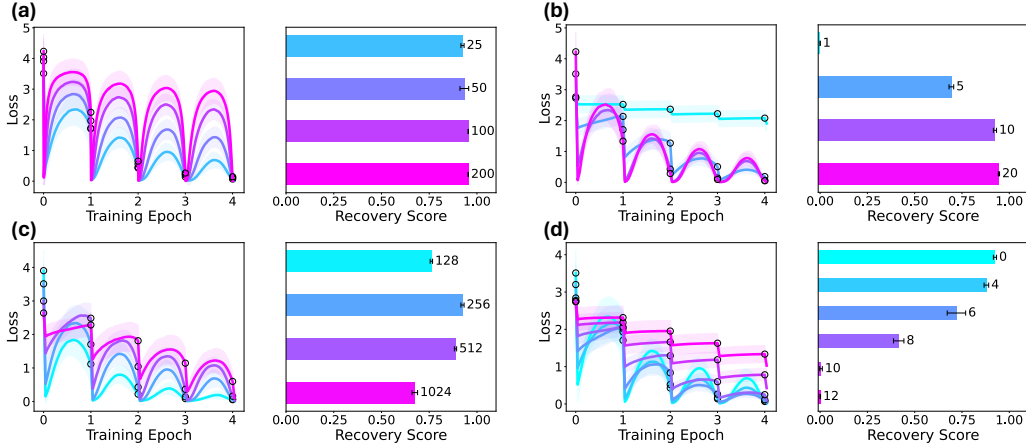 (a)
5
4
3
2
1
0
Loss
0 1 2 3 4
Training Epoch
25
50
100
200
0.00 0.25 0.50 0.75 1.00
Recovery Score
(b)
5
4
3
2
1
0
Loss
0 1 2 3 4
Training Epoch
1
5
10
20
0.00 0.25 0.50 0.75 1.00
Recovery Score
(c)
4
3
2
1
0
Loss
0 1 2 3 4
Training Epoch
128
256
512
1024
0.00 0.25 0.50 0.75 1.00
Recovery Score
(d)
4
3
2
1
0
Loss
0 1 2 3 4
Training Epoch
0
4
6
8
10
12
0.00 0.25 0.50 0.75 1.00
Recovery Score